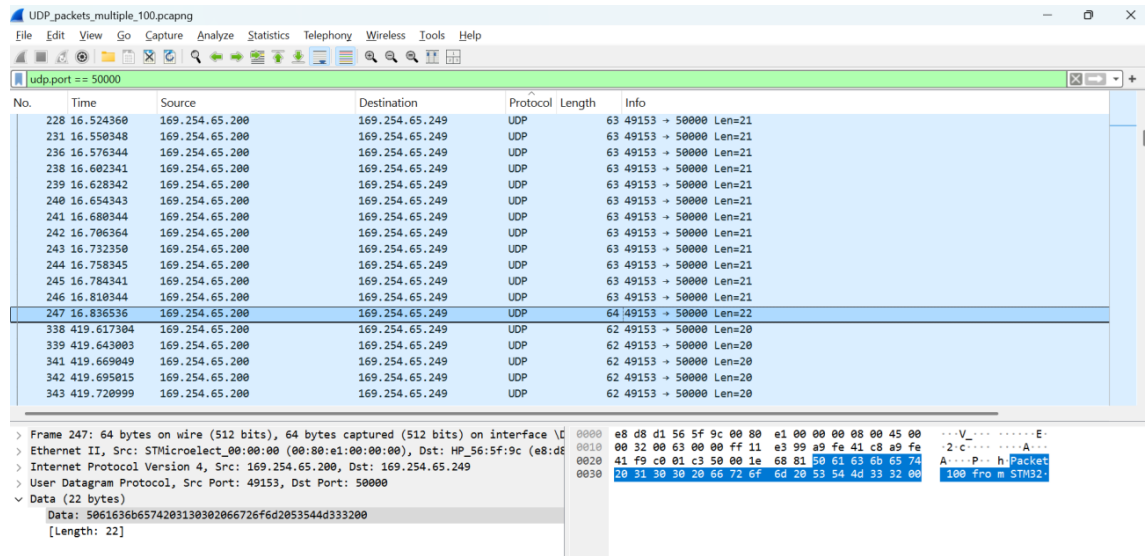 UDP_packets_multiple_100.pcapng
File Edit View Go Capture Analyze Statistics Telephony Wireless Tools Help
udp.port == 50000
No. Time Source Destination Protocol Length Info
228 16.524360 169.254.65.200 169.254.65.249 UDP 63 49153 → 50000 Len=21
231 16.550348 169.254.65.200 169.254.65.249 UDP 63 49153 → 50000 Len=21
236 16.576344 169.254.65.200 169.254.65.249 UDP 63 49153 → 50000 Len=21
238 16.602341 169.254.65.200 169.254.65.249 UDP 63 49153 → 50000 Len=21
239 16.628342 169.254.65.200 169.254.65.249 UDP 63 49153 → 50000 Len=21
240 16.654343 169.254.65.200 169.254.65.249 UDP 63 49153 → 50000 Len=21
241 16.680344 169.254.65.200 169.254.65.249 UDP 63 49153 → 50000 Len=21
242 16.706364 169.254.65.200 169.254.65.249 UDP 63 49153 → 50000 Len=21
243 16.732350 169.254.65.200 169.254.65.249 UDP 63 49153 → 50000 Len=21
244 16.758345 169.254.65.200 169.254.65.249 UDP 63 49153 → 50000 Len=21
245 16.784341 169.254.65.200 169.254.65.249 UDP 63 49153 → 50000 Len=21
246 16.810344 169.254.65.200 169.254.65.249 UDP 63 49153 → 50000 Len=21
247 16.836536 169.254.65.200 169.254.65.249 UDP 64 49153 → 50000 Len=22
338 419.617304 169.254.65.200 169.254.65.249 UDP 62 49153 → 50000 Len=20
339 419.643003 169.254.65.200 169.254.65.249 UDP 62 49153 → 50000 Len=20
341 419.669049 169.254.65.200 169.254.65.249 UDP 62 49153 → 50000 Len=20
342 419.695015 169.254.65.200 169.254.65.249 UDP 62 49153 → 50000 Len=20
343 419.720999 169.254.65.200 169.254.65.249 UDP 62 49153 → 50000 Len=20
> Frame 247: 64 bytes on wire (512 bits), 64 bytes captured (512 bits) on interface \D
> Ethernet II, Src: STMicroelect_00:00:00 (00:80:e1:00:00:00), Dst: HP_56:5f:9c (e8:d8
> Internet Protocol Version 4, Src: 169.254.65.200, Dst: 169.254.65.249
> User Datagram Protocol, Src Port: 49153, Dst Port: 50000
Data (22 bytes)
Data: 5061636b6574203130302066726f6d2053544d333200
[Length: 22]
0000 e8 d8 d1 56 5f 9c 00 80 e1 00 00 00 08 00 45 00 ···V_··· ······E·
0010 00 32 00 63 00 00 ff 11 e3 99 a9 fe 41 c8 a9 fe ·2·c···· ····A···
0020 41 f9 c0 01 c3 50 00 1e 68 81 50 61 63 6b 65 74 A····P·· h·Packet
0030 20 31 30 30 20 66 72 6f 6d 20 53 54 4d 33 32 00 100 fro m STM32·